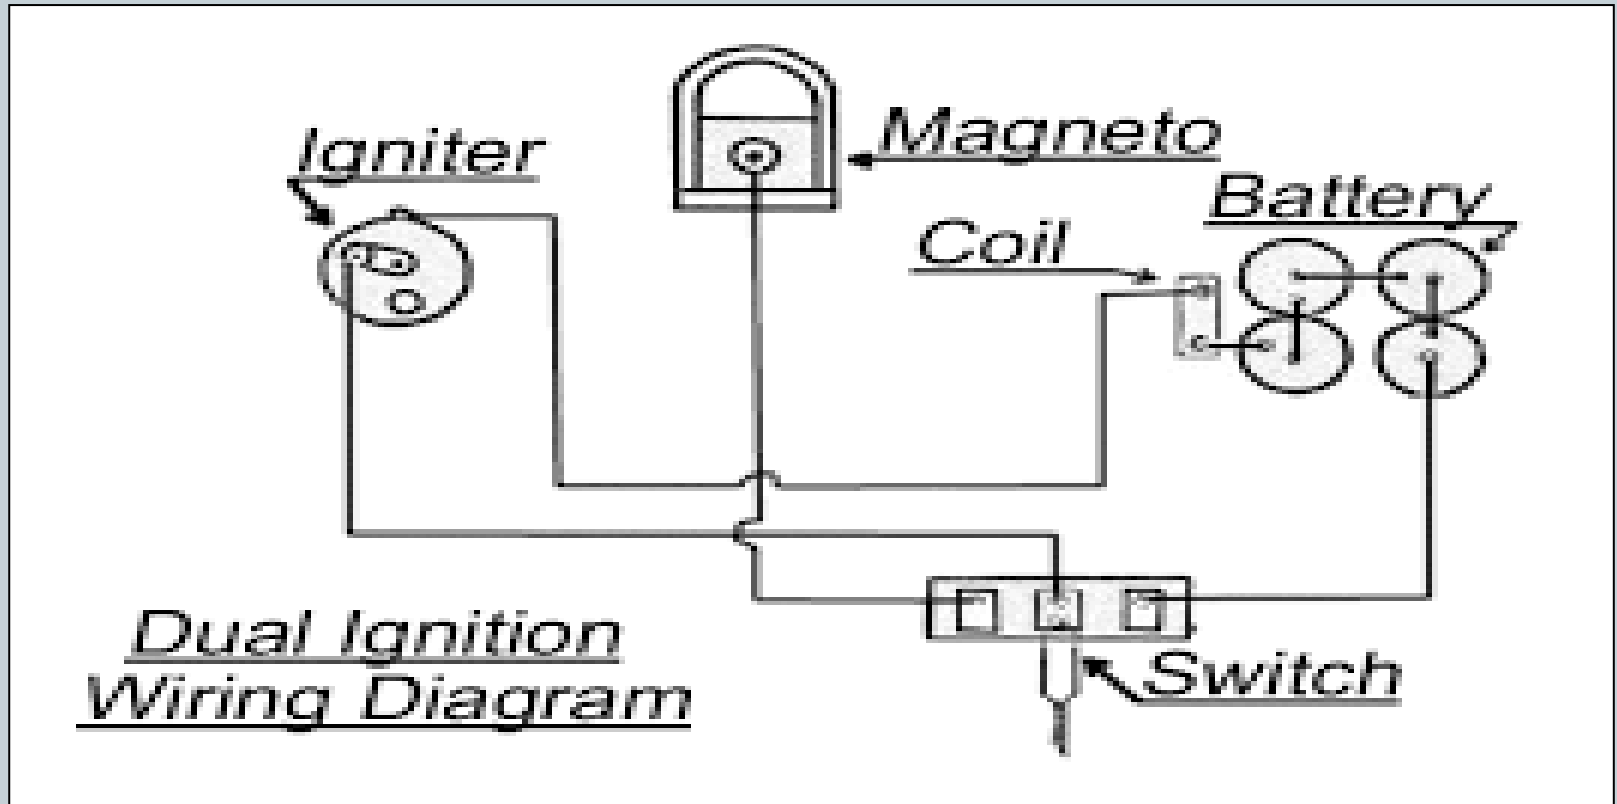 Magneto
Igniter
Battery
Coil
Dual Ignition
Wiring Diagram
Switch